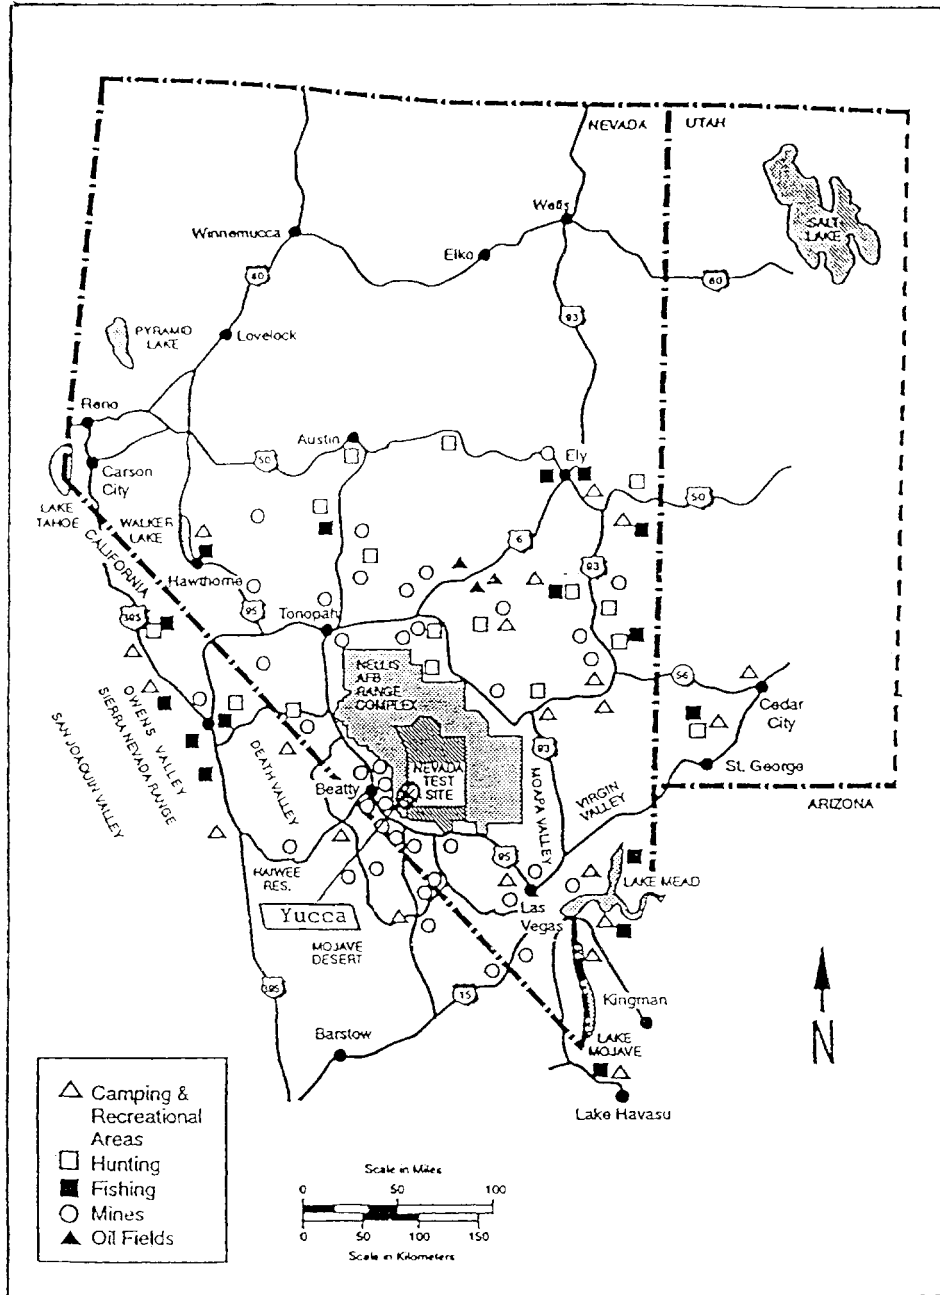 NEVADA
UTAH
SALT
LAKE
Wells
Winnemucca
Elko
80
80
93
PYRAMID
LAKE
Lovelock
Reno
Austin
50
Ely
Carson
City
50
LAKE
TAHOE
WALKER
LAKE
6
CALIFORNIA
Hawthorne
93
95
Tonopah
395
NELLIS
AFB
RANGE
COMPLEX
56
OWENS VALLEY
SIERRA NEVADA RANGE
SAN JOAQUIN VALLEY
DEATH VALLEY
Cedar
City
93
NEVADA
TEST
SITE
St. George
Beatty
MOAPA VALLEY
VIRGIN
VALLEY
ARIZONA
95
HAIWEE
RES.
LAKE MEAD
Las
Vegas
Yucca
MOJAVE
DESERT
395
15
Kingman
Barstow
LAKE
MOJAVE
N
Lake Havasu
Camping &
Recreational
Areas
Hunting
Fishing
Mines
Oil Fields
Scale in Miles
0 50 100
0 50 100 150
Scale in Kilometers